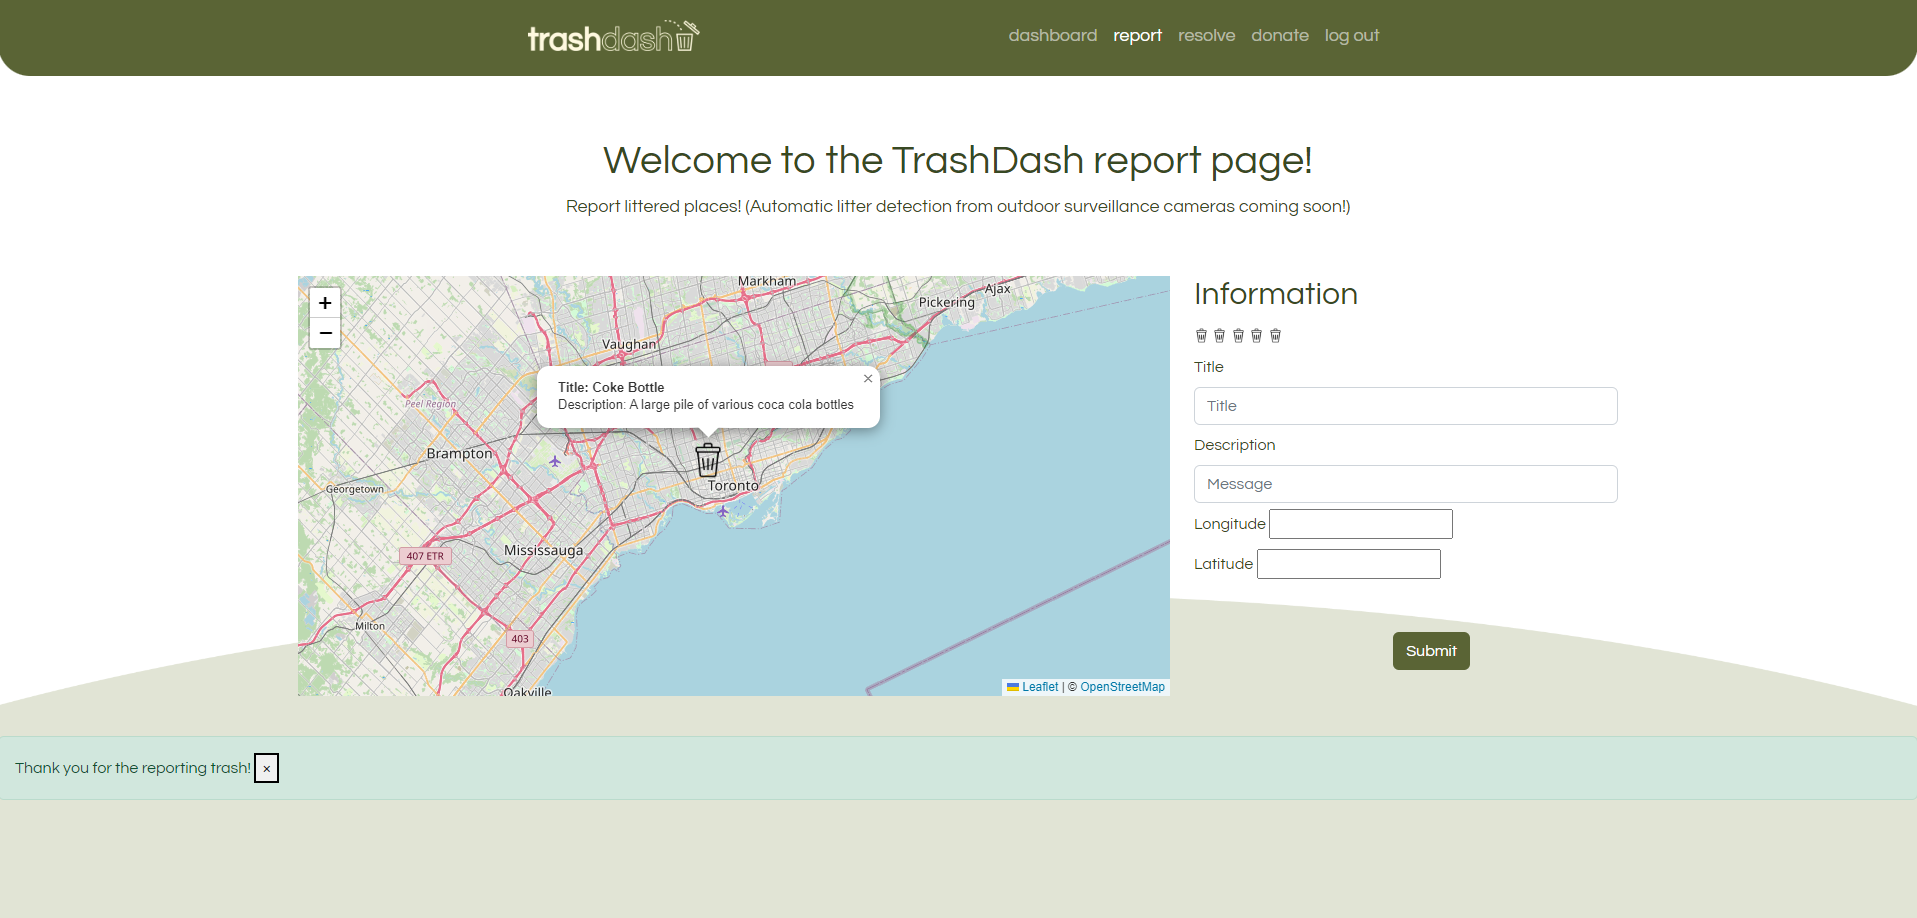 trashdash
dashboard report resolve donate log out
Welcome to the TrashDash report page!
Report littered places! (Automatic litter detection from outdoor surveillance cameras coming soon!)
+
−
Markham
Ajax
Pickering
Vaughan
Title: Coke Bottle ×
Description: A large pile of various coca cola bottles
Peel Region
Brampton
Toronto
Georgetown
Mississauga
407 ETR
Milton
403
Oakville
Leaflet | © OpenStreetMap
Information
Title
Title
Description
Message
Longitude
Latitude
Submit
Thank you for the reporting trash! ×